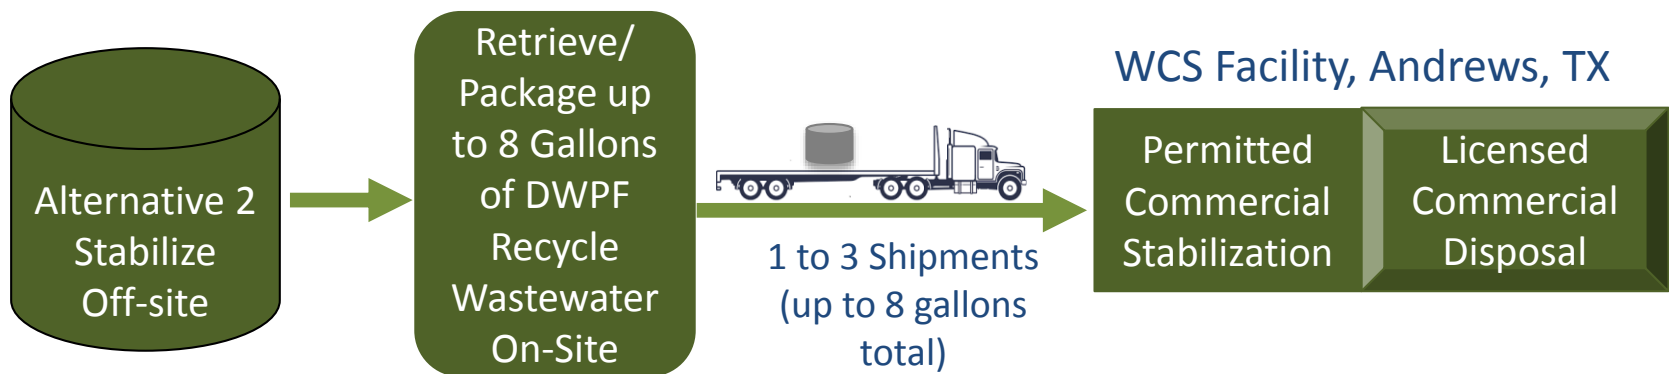 Alternative 2
Stabilize
Off-site
Retrieve/
Package up
to 8 Gallons
of DWPF
Recycle
Wastewater
On-Site
1 to 3 Shipments
(up to 8 gallons
total)
WCS Facility, Andrews, TX
Permitted
Commercial
Stabilization
Licensed
Commercial
Disposal